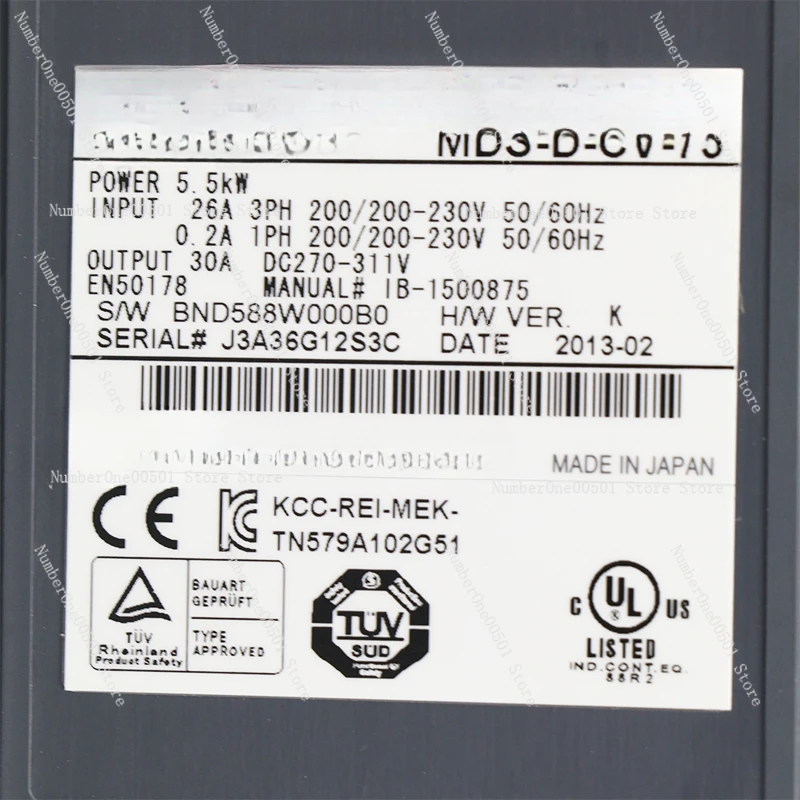 POWER 5.5kW
INPUT 26A 3PH 200/200-230V 50/60Hz
0.2A 1PH 200/200-230V 50/60Hz
OUTPUT 30A DC270-311V
EN50178 MANUAL# IB-1500875
S/W BND588W000B0 H/W VER. K
SERIAL# J3A36G12S3C DATE 2013-02
MADE IN JAPAN
CE
KCC-REI-MEK-
TN579A102G51
BAUART
GEPRÜFT
TÜV
Rheinland
Product Safety
TYPE
APPROVED
TÜV
SÜD
C UL US
LISTED
IND.CONT.EQ.
88R2
NumberOne00501 Store Store